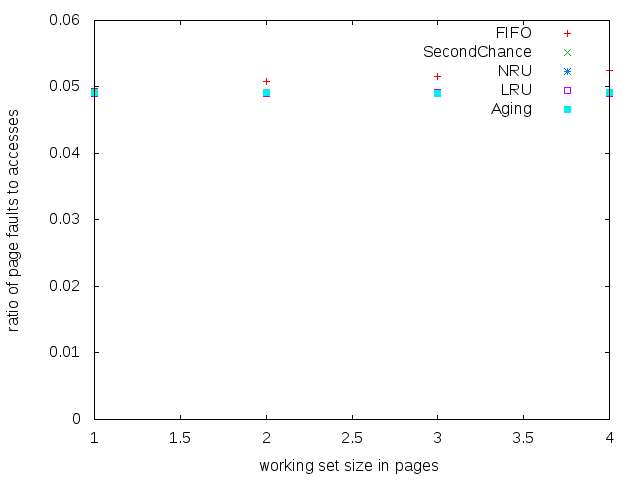 0.06
0.05
0.04
0.03
0.02
0.01
0
1
1.5
2
2.5
3
3.5
4
working set size in pages
ratio of page faults to accesses
FIFO
SecondChance
NRU
LRU
Aging